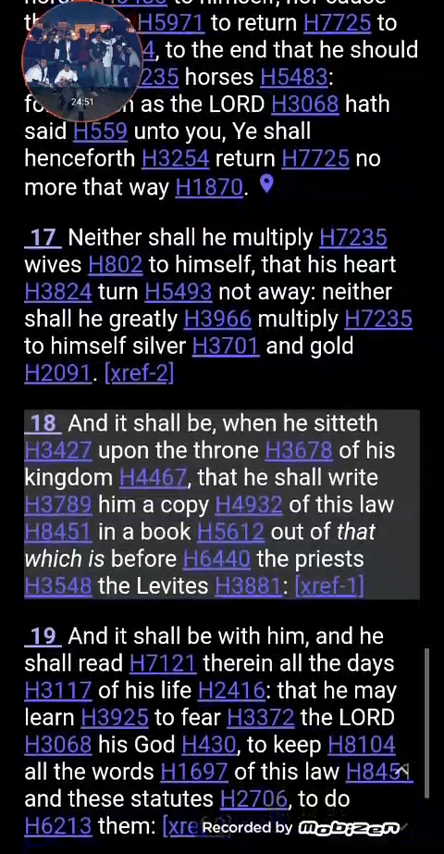 H5971 to return H7725 to
, to the end that he should
235 horses H5483:
as the LORD H3068 hath
said H559 unto you, Ye shall
henceforth H3254 return H7725 no
more that way H1870.
17 Neither shall he multiply H7235
wives H802 to himself, that his heart
H3824 turn H5493 not away: neither
shall he greatly H3966 multiply H7235
to himself silver H3701 and gold
H2091. [xref-2]
18 And it shall be, when he sitteth
H3427 upon the throne H3678 of his
kingdom H4467, that he shall write
H3789 him a copy H4932 of this law
H8451 in a book H5612 out of that
which is before H6440 the priests
H3548 the Levites H3881: [xref-1]
19 And it shall be with him, and he
shall read H7121 therein all the days
H3117 of his life H2416: that he may
learn H3925 to fear H3372 the LORD
H3068 his God H430, to keep H8104
all the words H1697 of this law H8451
and these statutes H2706, to do
H6213 them:
24:51
Recorded by mobizen